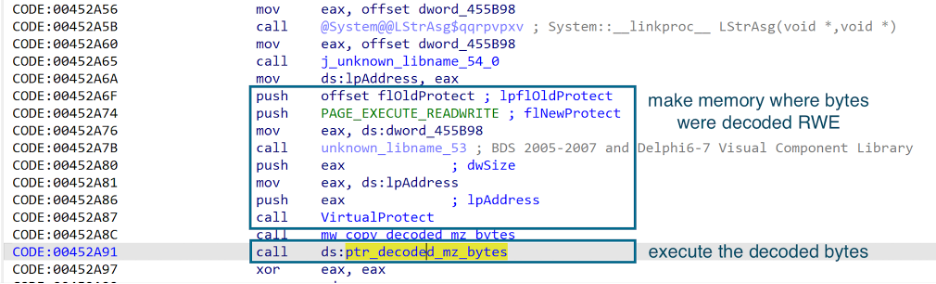 CODE:00452A56 mov eax, offset dword_455B98
CODE:00452A5B call @System@@LStrAsg$qqrpvpxv ; System::__linkproc__ LStrAsg(void *,void *)
CODE:00452A60 mov eax, offset dword_455B98
CODE:00452A65 call j_unknown_libname_54_0
CODE:00452A6A mov ds:lpAddress, eax
CODE:00452A6F push offset flOldProtect ; lpflOldProtect
CODE:00452A74 push PAGE_EXECUTE_READWRITE ; flNewProtect
CODE:00452A76 mov eax, ds:dword_455B98
CODE:00452A7B call unknown_libname_53 ; BDS 2005-2007 and Delphi6-7 Visual Component Library
CODE:00452A80 push eax ; dwSize
CODE:00452A81 mov eax, ds:lpAddress
CODE:00452A86 push eax ; lpAddress
CODE:00452A87 call VirtualProtect
CODE:00452A8C call mw_copy_decoded_mz_bytes
CODE:00452A91 call ds:ptr_decoded_mz_bytes
CODE:00452A97 xor eax, eax
make memory where bytes
were decoded RWE
execute the decoded bytes